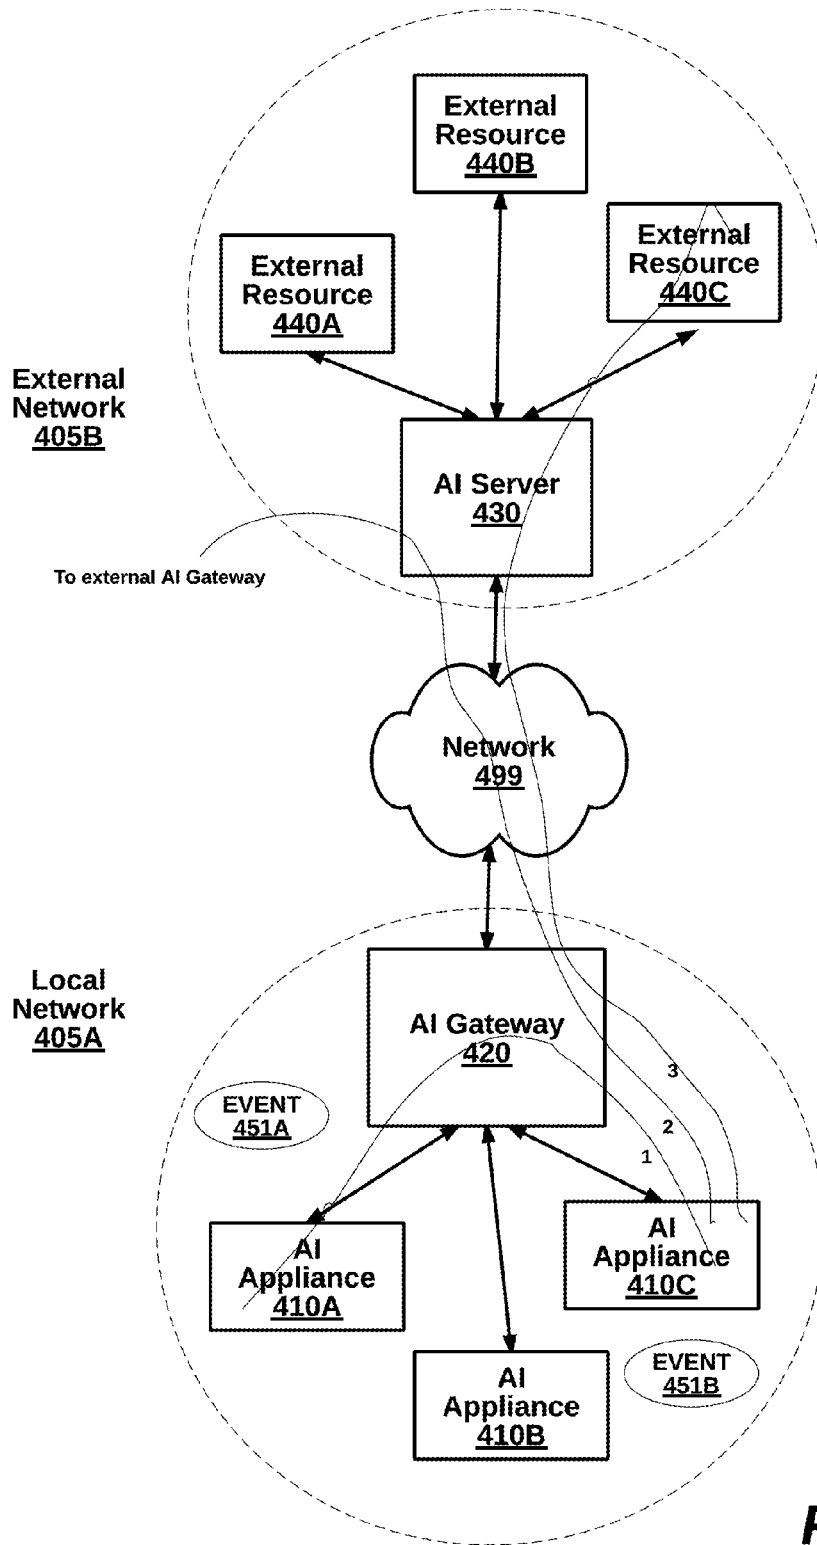 External
Resource
440B
External
Resource
440C
External
Resource
440A
External
Network
405B
AI Server
430
To external AI Gateway
Network
499
Local
Network
405A
AI Gateway
420
3
EVENT
451A
2
1
AI
Appliance
410A
AI
Appliance
410C
EVENT
451B
AI
Appliance
410B